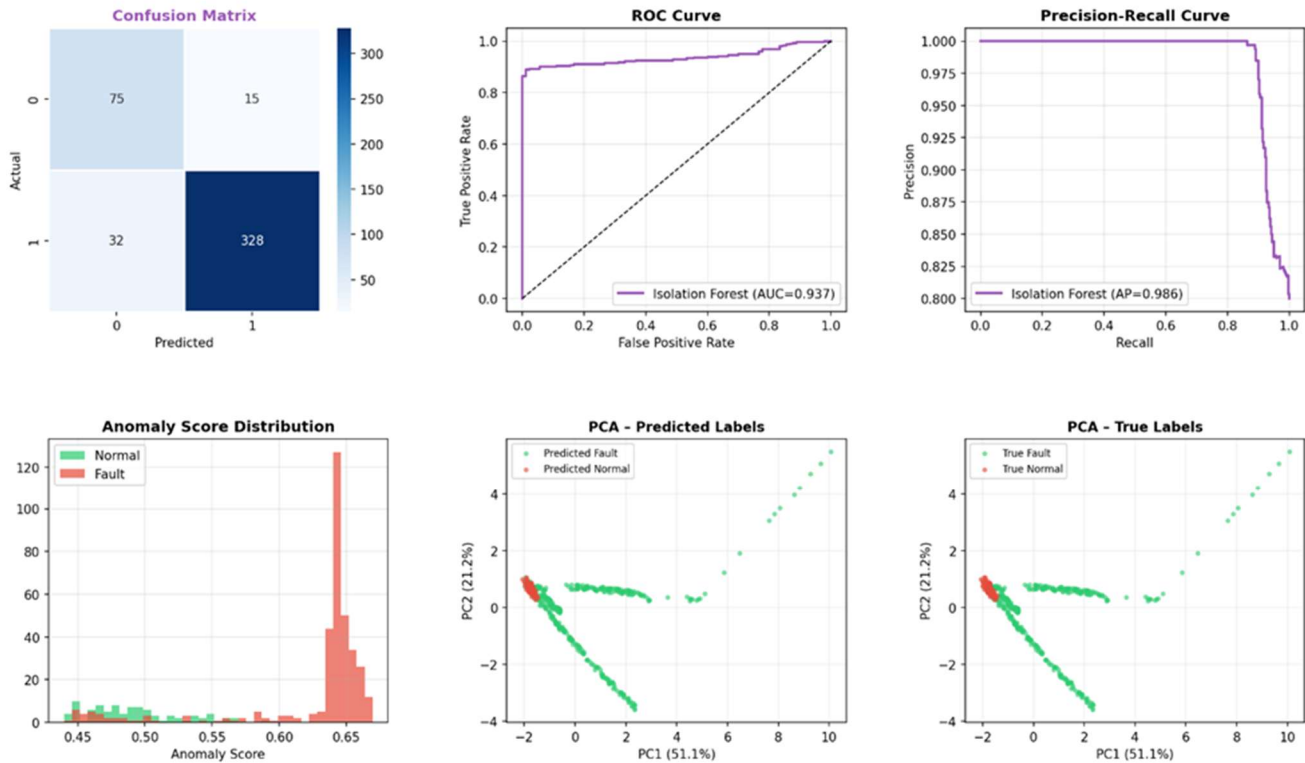 Confusion Matrix
Actual
0
1
75
15
32
328
0
1
Predicted
300
250
200
150
100
50
ROC Curve
True Positive Rate
1.0
0.8
0.6
0.4
0.2
0.0
Isolation Forest (AUC=0.937)
0.0 0.2 0.4 0.6 0.8 1.0
False Positive Rate
Precision-Recall Curve
Precision
1.000
0.975
0.950
0.925
0.900
0.875
0.850
0.825
0.800
Isolation Forest (AP=0.986)
0.0 0.2 0.4 0.6 0.8 1.0
Recall
Anomaly Score Distribution
Normal
Fault
120
100
80
60
40
20
0
0.45 0.50 0.55 0.60 0.65
Anomaly Score
PCA – Predicted Labels
Predicted Fault
Predicted Normal
PC2 (21.2%)
4
2
0
−2
−4
−2 0 2 4 6 8 10
PC1 (51.1%)
PCA – True Labels
True Fault
True Normal
PC2 (21.2%)
4
2
0
−2
−4
−2 0 2 4 6 8 10
PC1 (51.1%)